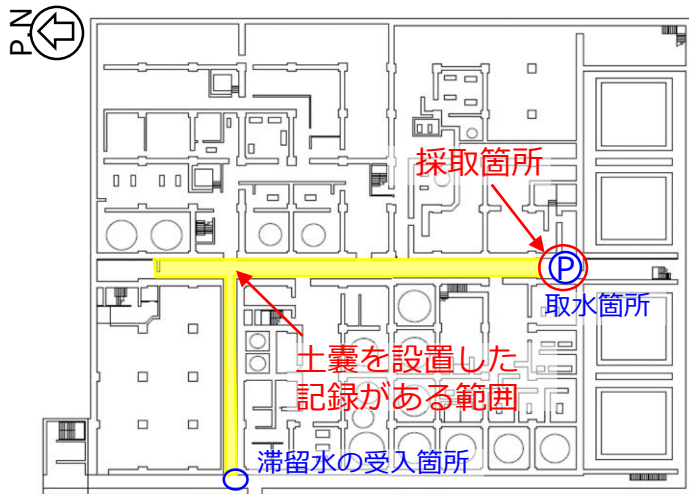 P.N
採取箇所
P
取水箇所
土嚢を設置した
記録がある範囲
滞留水の受入箇所